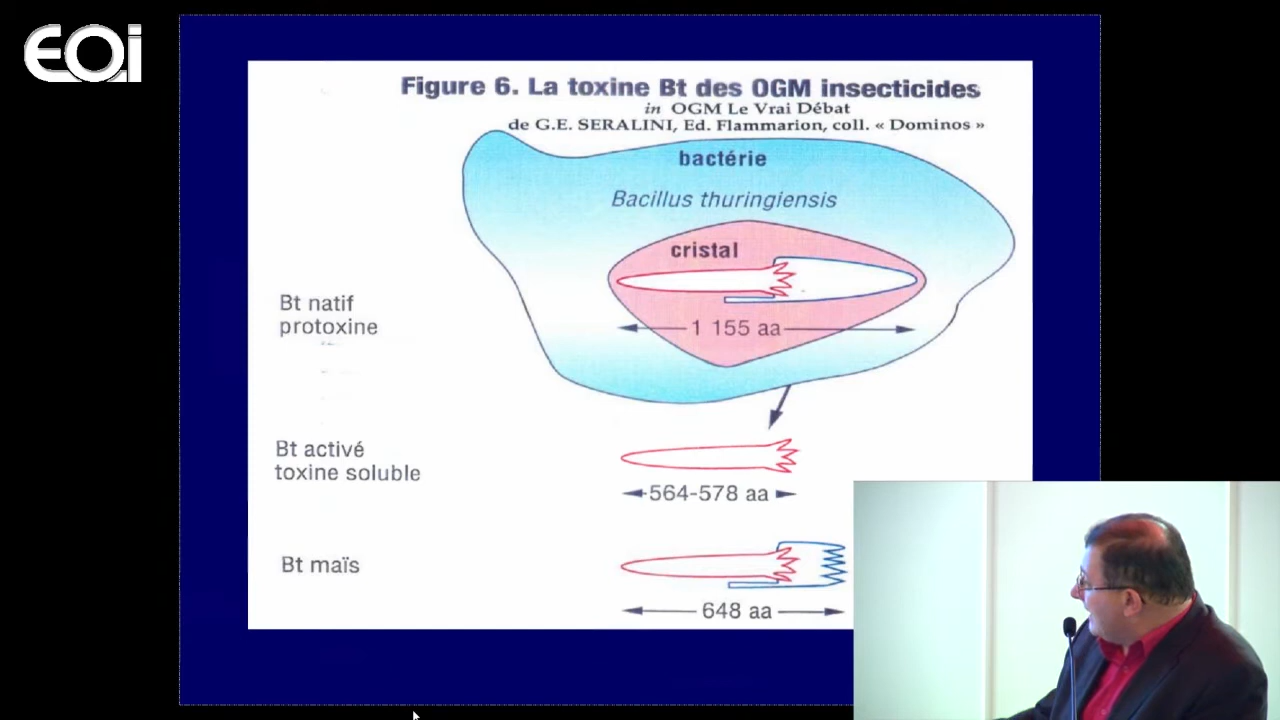 EOi
Figure 6. La toxine Bt des OGM insecticides
in OGM Le Vrai Débat
de G.E. SERALINI, Ed. Flammarion, coll. « Dominos »
bactérie
Bacillus thuringiensis
cristal
Bt natif
protoxine
1 155 aa
Bt activé
toxine soluble
564-578 aa
Bt maïs
648 aa